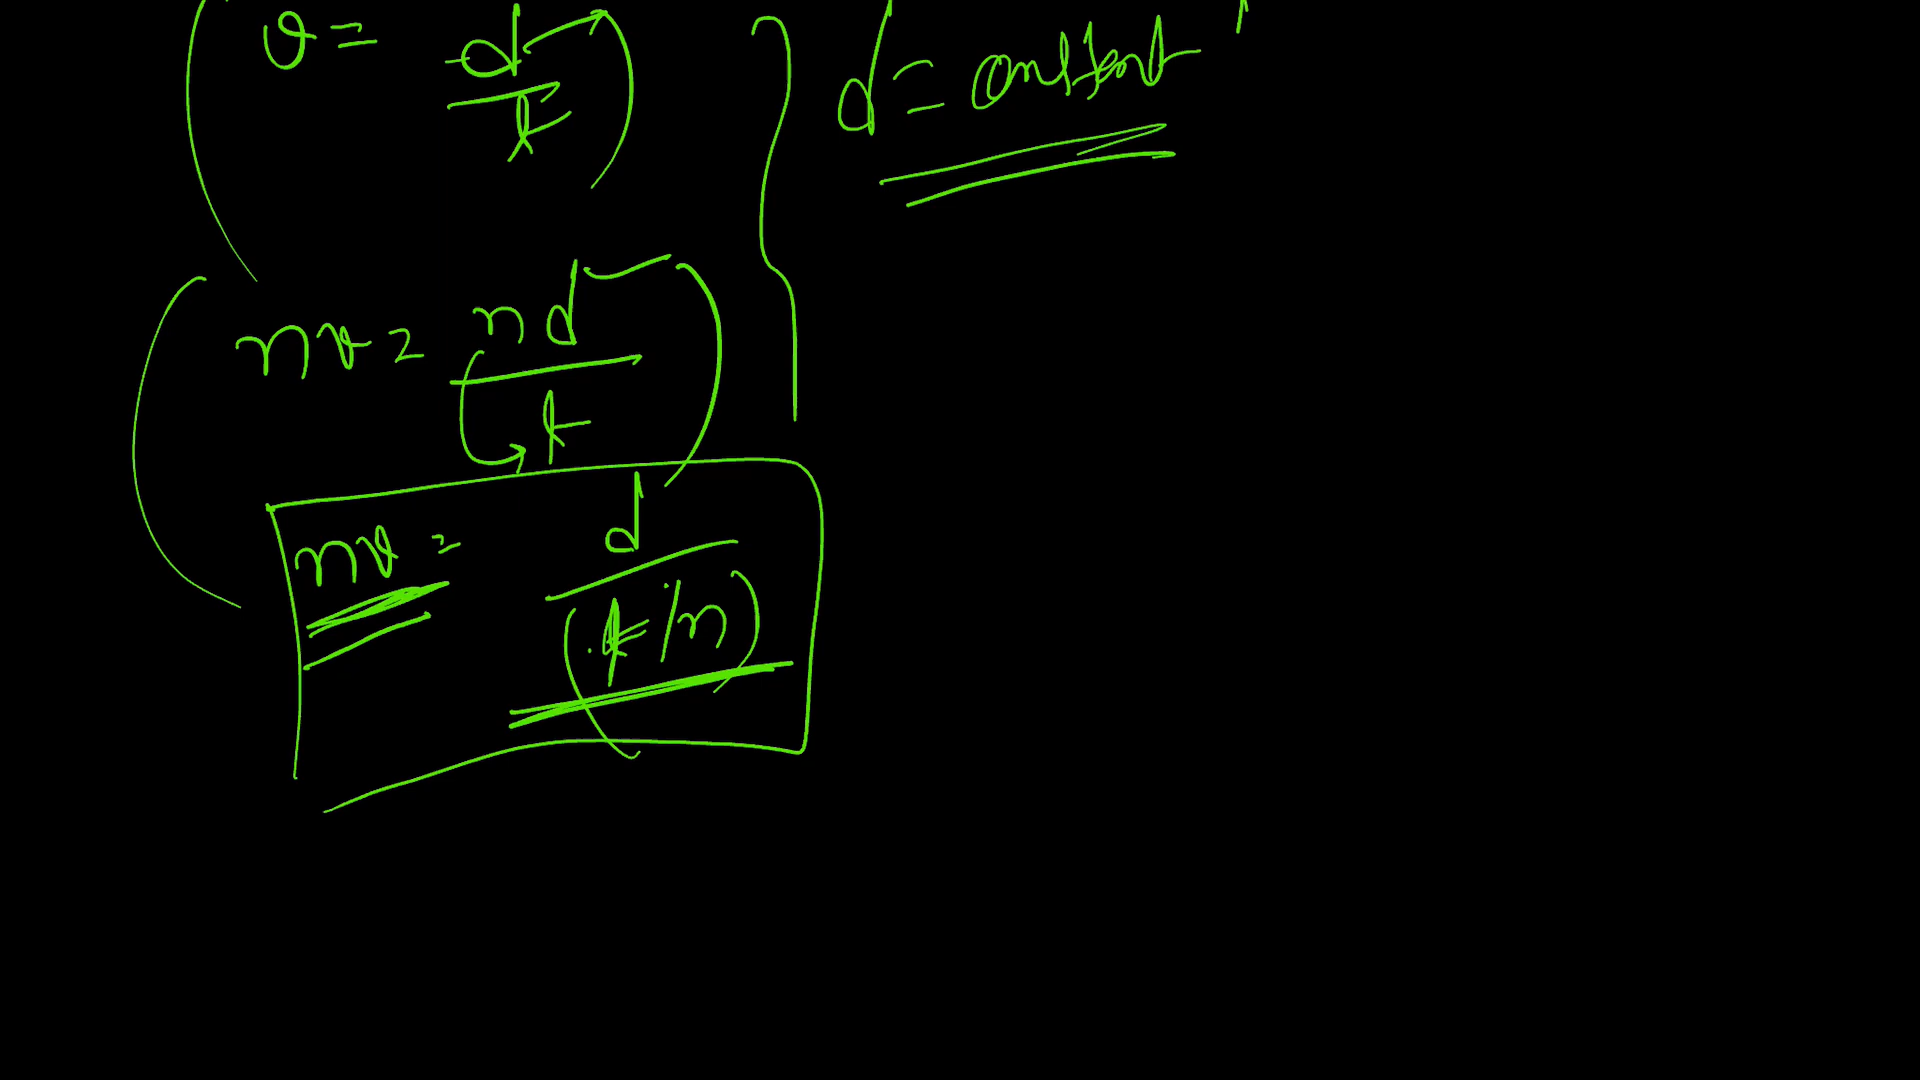 v = d/t
d = constant
nv = nd/t
nv = d/(t/n)